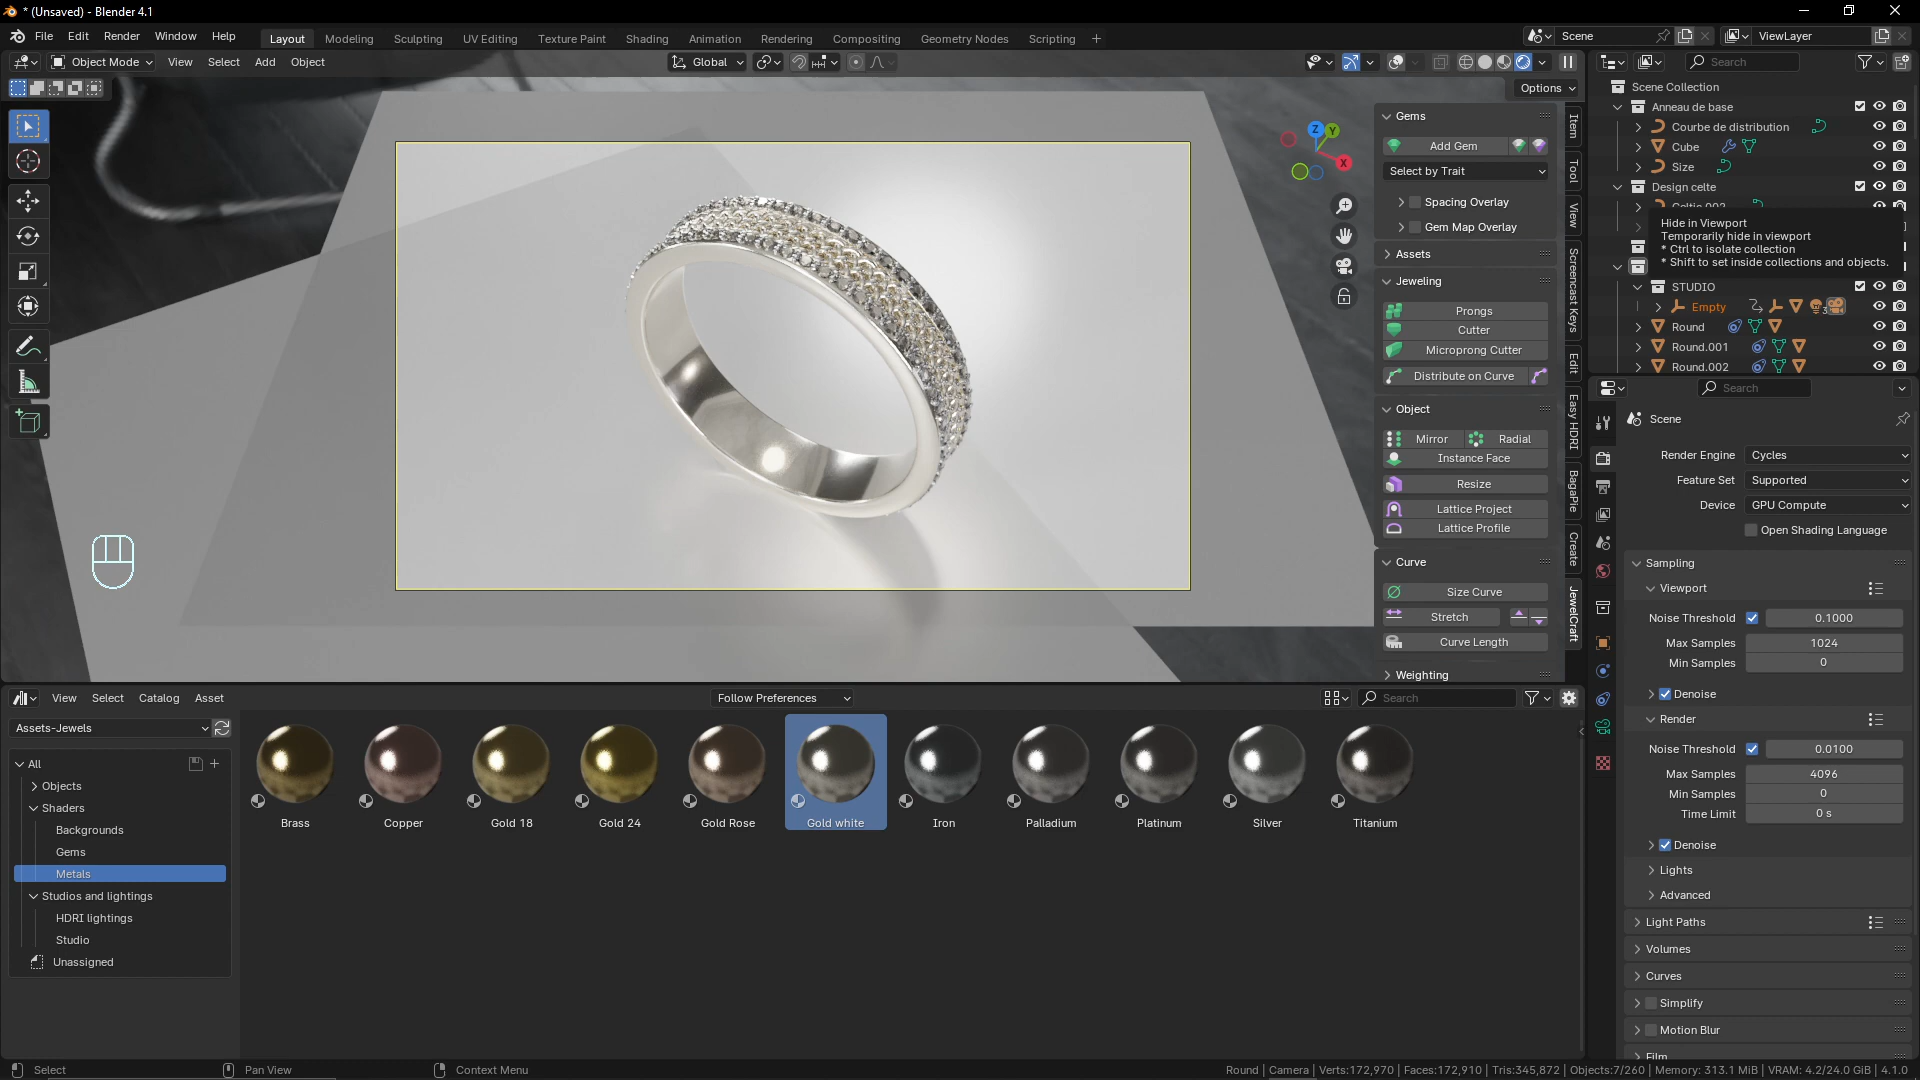 * (Unsaved) - Blender 4.1
File Edit Render Window Help
Layout Modeling Sculpting UV Editing Texture Paint Shading Animation Rendering Compositing Geometry Nodes Scripting +
Scene
ViewLayer
Object Mode View Select Add Object
Global
Options
Search
Gems
Add Gem
Select by Trait
Spacing Overlay
Gem Map Overlay
Assets
Jeweling
Prongs
Cutter
Microprong Cutter
Distribute on Curve
Object
Mirror Radial
Instance Face
Resize
Lattice Project
Lattice Profile
Curve
Size Curve
Stretch
Curve Length
Weighting
Item
Tool
View
Screencast Keys
Edit
Easy HDRI
BagaPie
Create
JewelCraft
Z
Y
X
Scene Collection
Anneau de base
Courbe de distribution
Cube
Size
Design celte
Hide in Viewport
Temporarily hide in viewport
* Ctrl to isolate collection
* Shift to set inside collections and objects.
STUDIO
Empty
3
Round
Round.001
Round.002
Search
Scene
Render Engine Cycles
Feature Set Supported
Device GPU Compute
Open Shading Language
Sampling
Viewport
Noise Threshold 0.1000
Max Samples 1024
Min Samples 0
Denoise
Render
Noise Threshold 0.0100
Max Samples 4096
Min Samples 0
Time Limit 0 s
Denoise
Lights
Advanced
Light Paths
Volumes
Curves
Simplify
Motion Blur
Film
View Select Catalog Asset
Follow Preferences
Search
Assets-Jewels
All
Objects
Shaders
Backgrounds
Gems
Metals
Studios and lightings
HDRI lightings
Studio
Unassigned
Brass Copper Gold 18 Gold 24 Gold Rose Gold white Iron Palladium Platinum Silver Titanium
Select Pan View Context Menu
Round | Camera | Verts:172,970 | Faces:172,910 | Tris:345,872 | Objects:7/260 | Memory: 313.1 MiB | VRAM: 4.2/24.0 GiB | 4.1.0